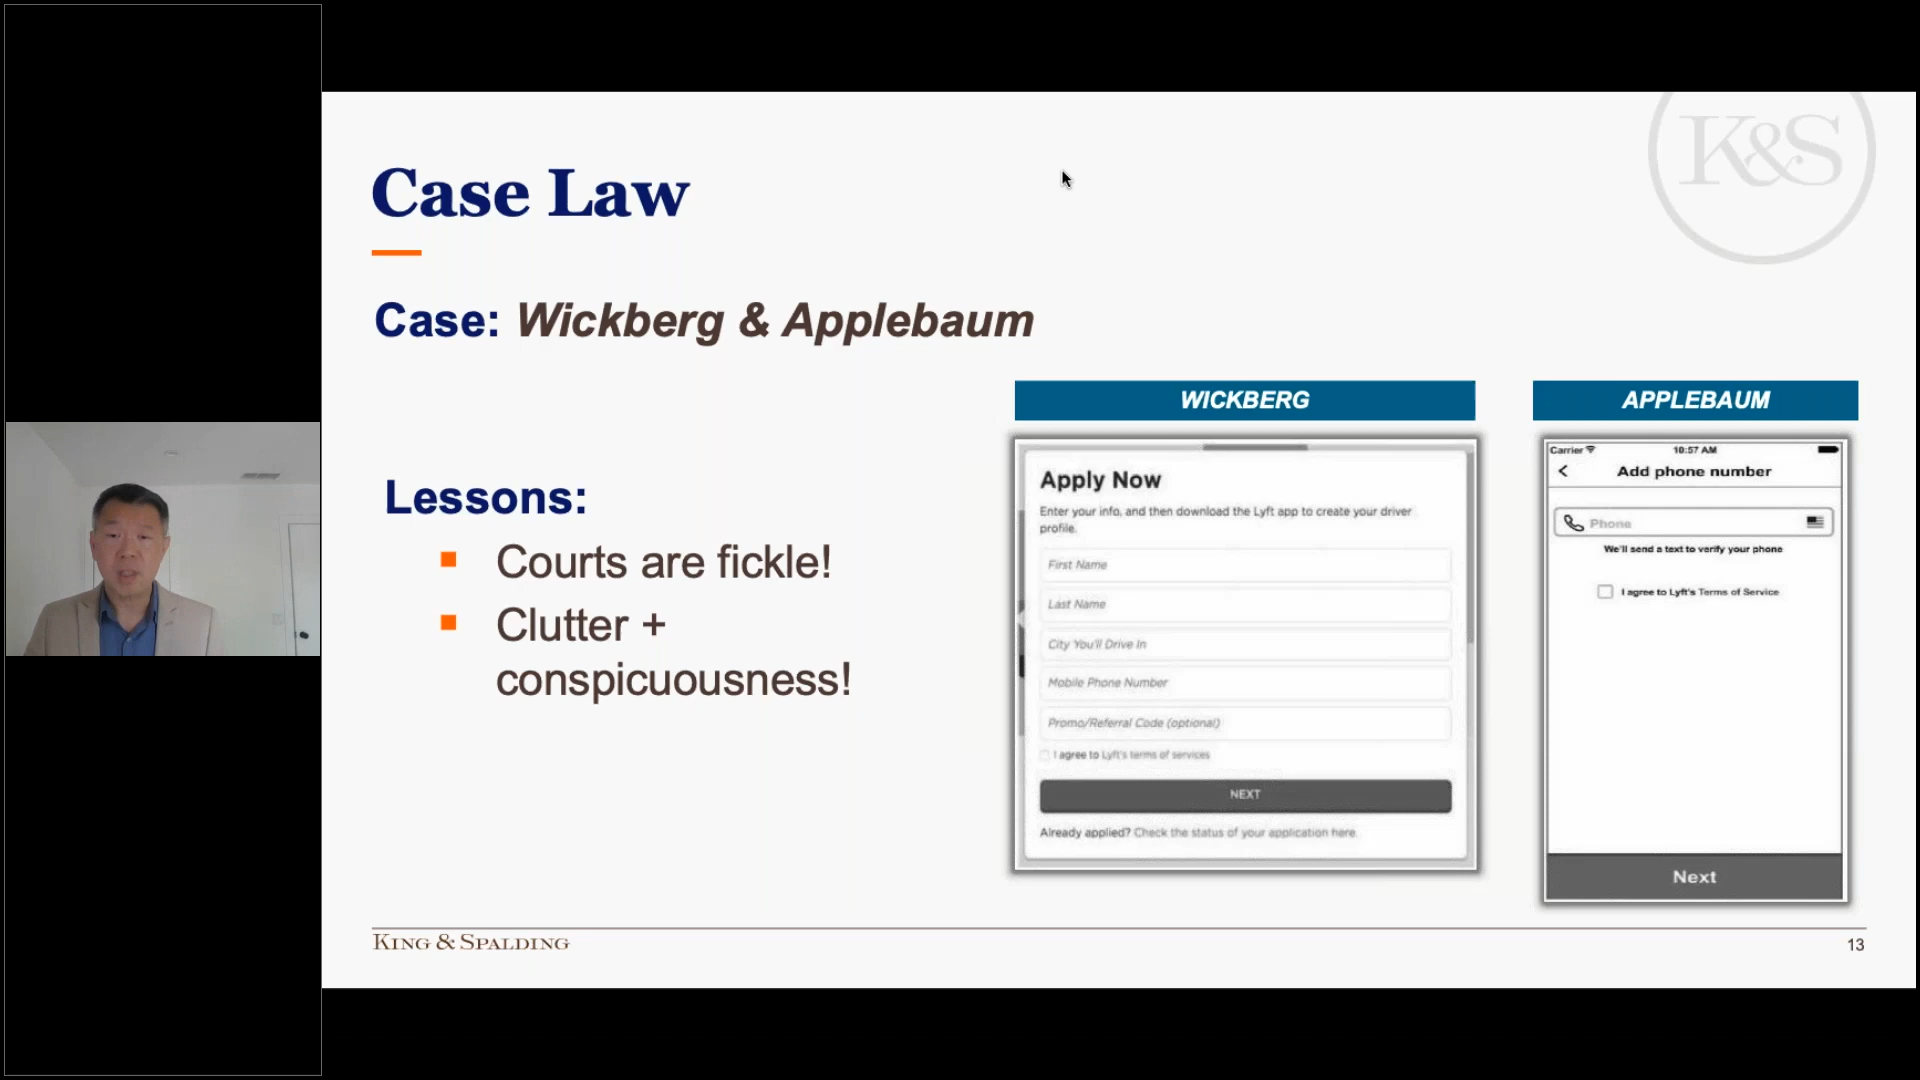 K&S
Case Law
Case: Wickberg & Applebaum
Lessons:
Courts are fickle!
Clutter +
conspicuousness!
WICKBERG
Apply Now
Enter your info, and then download the Lyft app to create your driver
profile.
First Name
Last Name
City You'll Drive In
Mobile Phone Number
Promo/Referral Code (optional)
I agree to Lyft's terms of services
NEXT
Already applied? Check the status of your application here.
APPLEBAUM
Carrier 10:57 AM
< Add phone number
Phone
We'll send a text to verify your phone
I agree to Lyft's Terms of Service
Next
KING & SPALDING
13